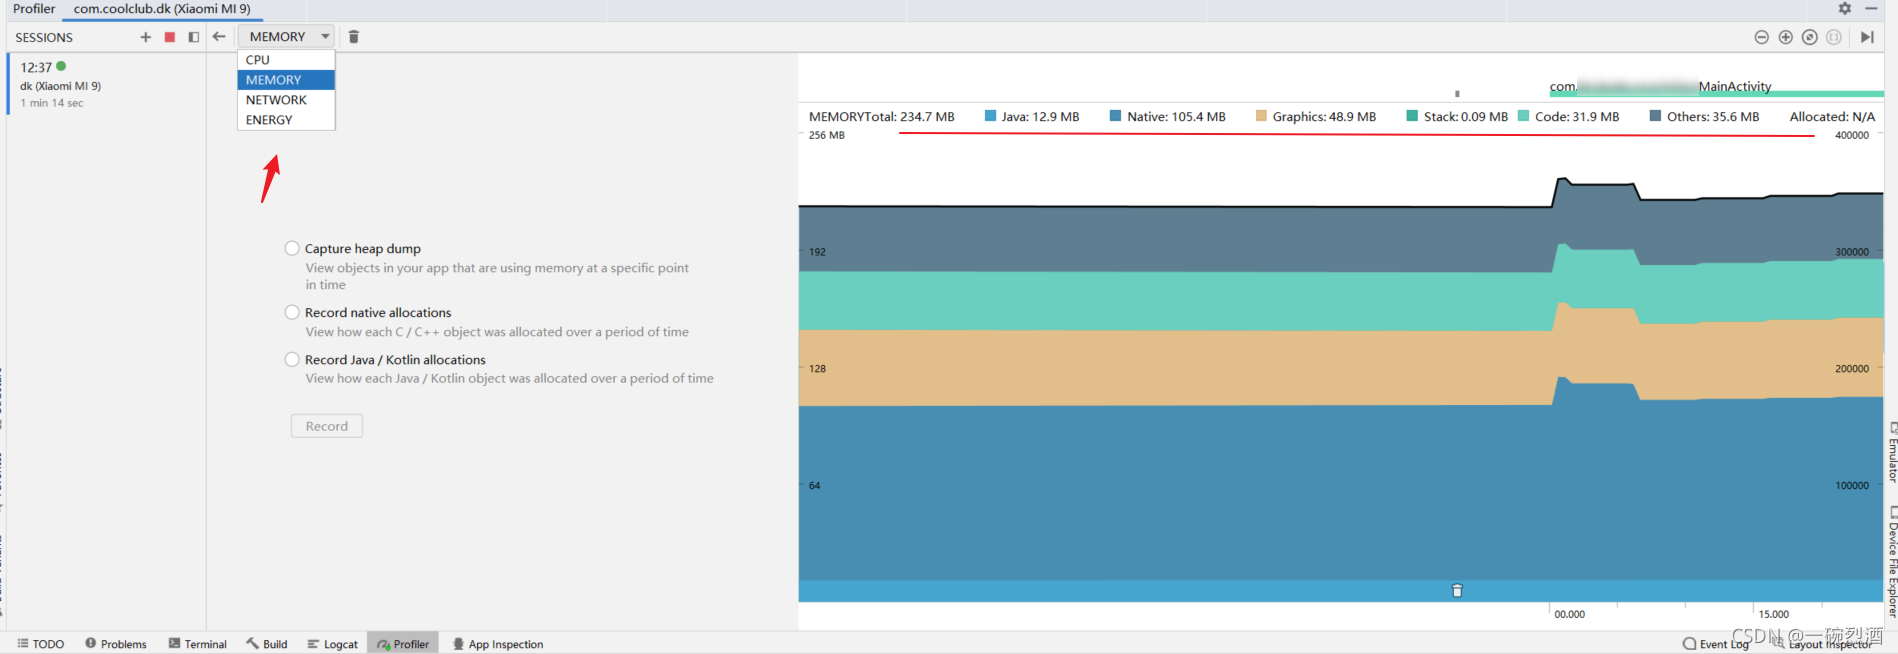 Profiler com.coolclub.dk (Xiaomi MI 9)
SESSIONS MEMORY
12:37
dk (Xiaomi MI 9)
1 min 14 sec
CPU
MEMORY
NETWORK
ENERGY
Capture heap dump
View objects in your app that are using memory at a specific point
in time
Record native allocations
View how each C / C++ object was allocated over a period of time
Record Java / Kotlin allocations
View how each Java / Kotlin object was allocated over a period of time
Record
com. MainActivity
MEMORY Total: 234.7 MB Java: 12.9 MB Native: 105.4 MB Graphics: 48.9 MB Stack: 0.09 MB Code: 31.9 MB Others: 35.6 MB Allocated: N/A
256 MB 400000
192 300000
128 200000
64 100000
00.000 15.000
Emulator
Device File Explorer
TODO Problems Terminal Build Logcat Profiler App Inspection Event Log Layout Inspector
CSDN @一碗烈酒